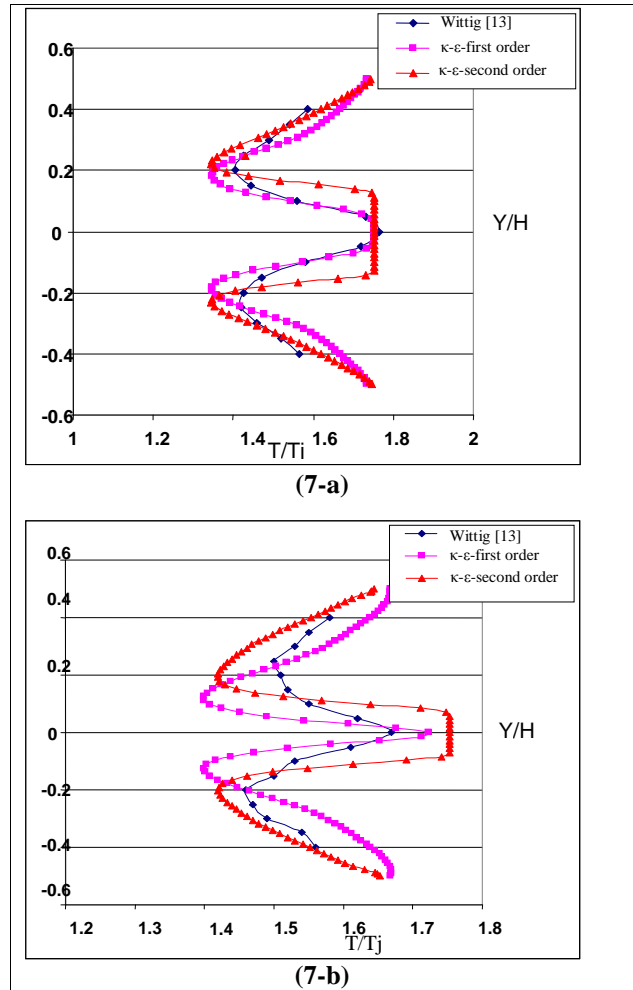 Wittig [13]
κ-ε-first order
κ-ε-second order
0.6
0.4
0.2
0
-0.2
-0.4
-0.6
Y/H
1 1.2 1.4 1.6 1.8 2
T/Ti
(7-a)
Wittig [13]
κ-ε-first order
κ-ε-second order
0.6
0.4
0.2
0
-0.2
-0.4
-0.6
Y/H
1.2 1.3 1.4 1.5 1.6 1.7 1.8
T/Tj
(7-b)